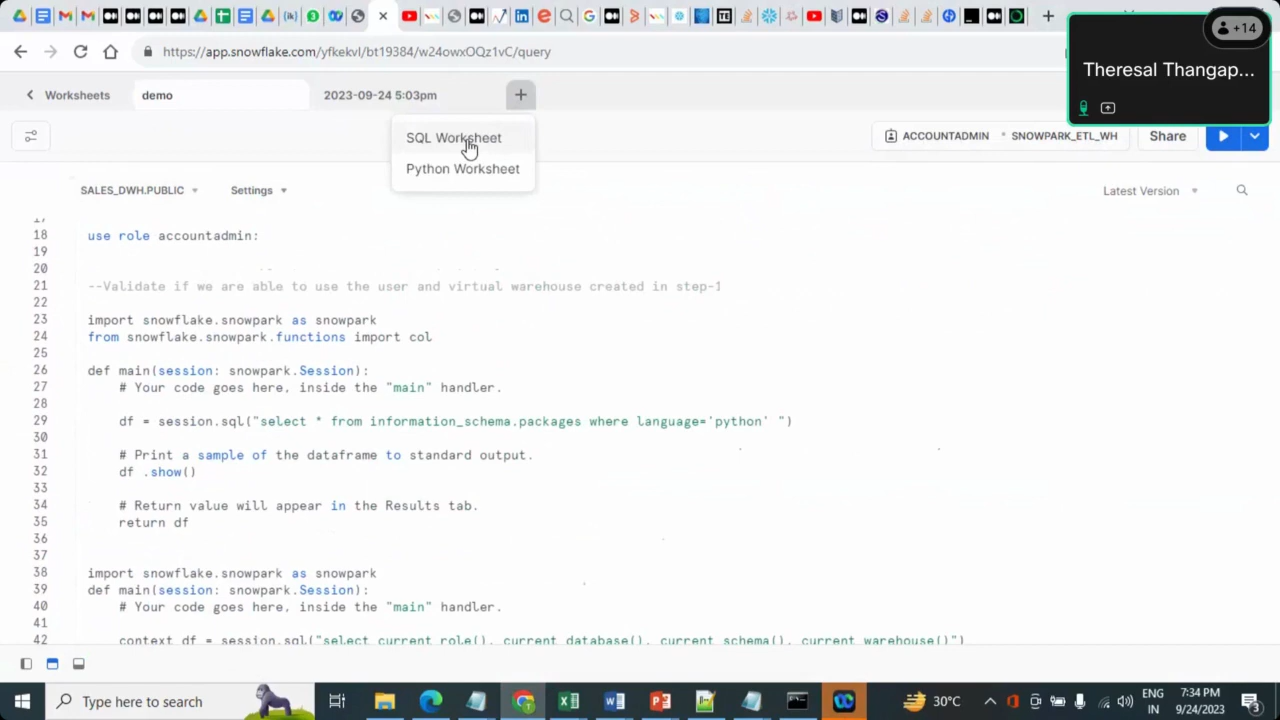 https://app.snowflake.com/yfkekvl/bt19384/w24owxOQz1vC/query
+14
Theresal Thangap...
Worksheets
demo
2023-09-24 5:03pm
SQL Worksheet
Python Worksheet
ACCOUNTADMIN
SNOWPARK_ETL_WH
Share
SALES_DWH.PUBLIC
Settings
Latest Version
17
18 use role accountadmin:
19
20
21 --Validate if we are able to use the user and virtual warehouse created in step-1
22
23 import snowflake.snowpark as snowpark
24 from snowflake.snowpark.functions import col
25
26 def main(session: snowpark.Session):
27 # Your code goes here, inside the "main" handler.
28
29 df = session.sql("select * from information_schema.packages where language='python' ")
30
31 # Print a sample of the dataframe to standard output.
32 df .show()
33
34 # Return value will appear in the Results tab.
35 return df
36
37
38 import snowflake.snowpark as snowpark
39 def main(session: snowpark.Session):
40 # Your code goes here, inside the "main" handler.
41
42 context_df = session.sql("select current_role(), current_database(), current_schema(), current_warehouse()")
Type here to search
30°C
ENG
IN
7:34 PM
9/24/2023
3